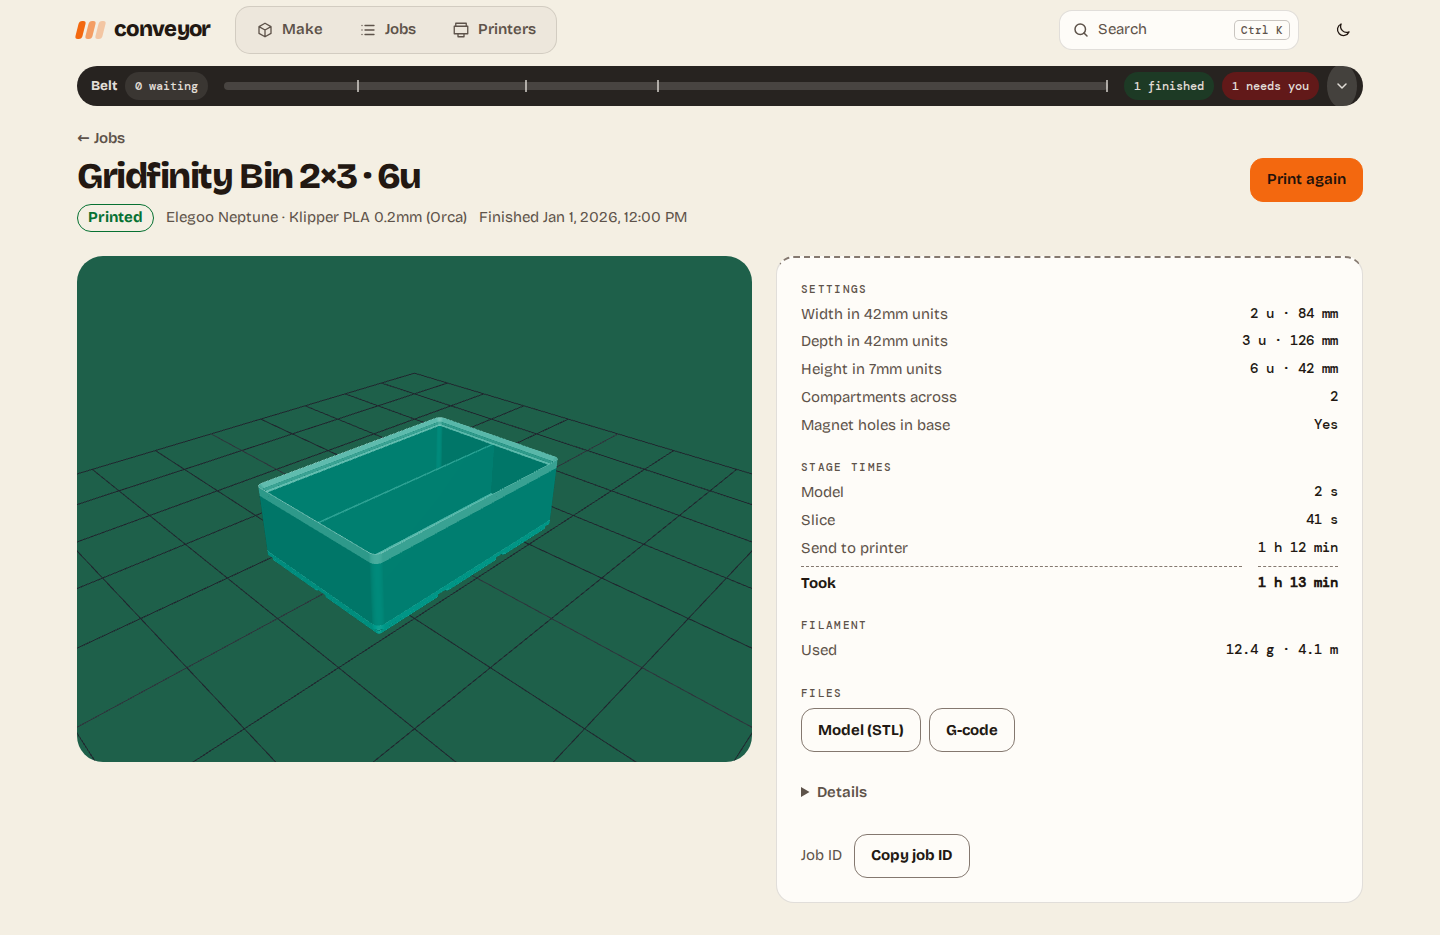 conveyor
Make
Jobs
Printers
Search
Ctrl K
Belt
0 waiting
1 finished
1 needs you
← Jobs
Gridfinity Bin 2×3 · 6u
Print again
Printed
Elegoo Neptune · Klipper PLA 0.2mm (Orca)
Finished Jan 1, 2026, 12:00 PM
SETTINGS
Width in 42mm units 2 u · 84 mm
Depth in 42mm units 3 u · 126 mm
Height in 7mm units 6 u · 42 mm
Compartments across 2
Magnet holes in base Yes
STAGE TIMES
Model 2 s
Slice 41 s
Send to printer 1 h 12 min
Took 1 h 13 min
FILAMENT
Used 12.4 g · 4.1 m
FILES
Model (STL)
G-code
Details
Job ID
Copy job ID